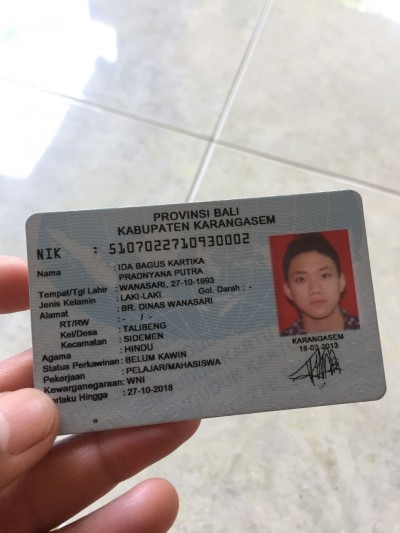 PROVINSI BALI
KABUPATEN KARANGASEM
NIK : 5107022710930002
Nama : IDA BAGUS KARTIKA
PRADNYANA PUTRA
Tempat/Tgl Lahir : WANASARI, 27-10-1993
Jenis Kelamin : LAKI-LAKI Gol. Darah : -
Alamat : BR. DINAS WANASARI
RT/RW : - / -
Kel/Desa : TALIBENG
Kecamatan : SIDEMEN
Agama : HINDU
Status Perkawinan : BELUM KAWIN
Pekerjaan : PELAJAR/MAHASISWA
Kewarganegaraan: WNI
Berlaku Hingga : 27-10-2018
KARANGASEM
18-03-2013